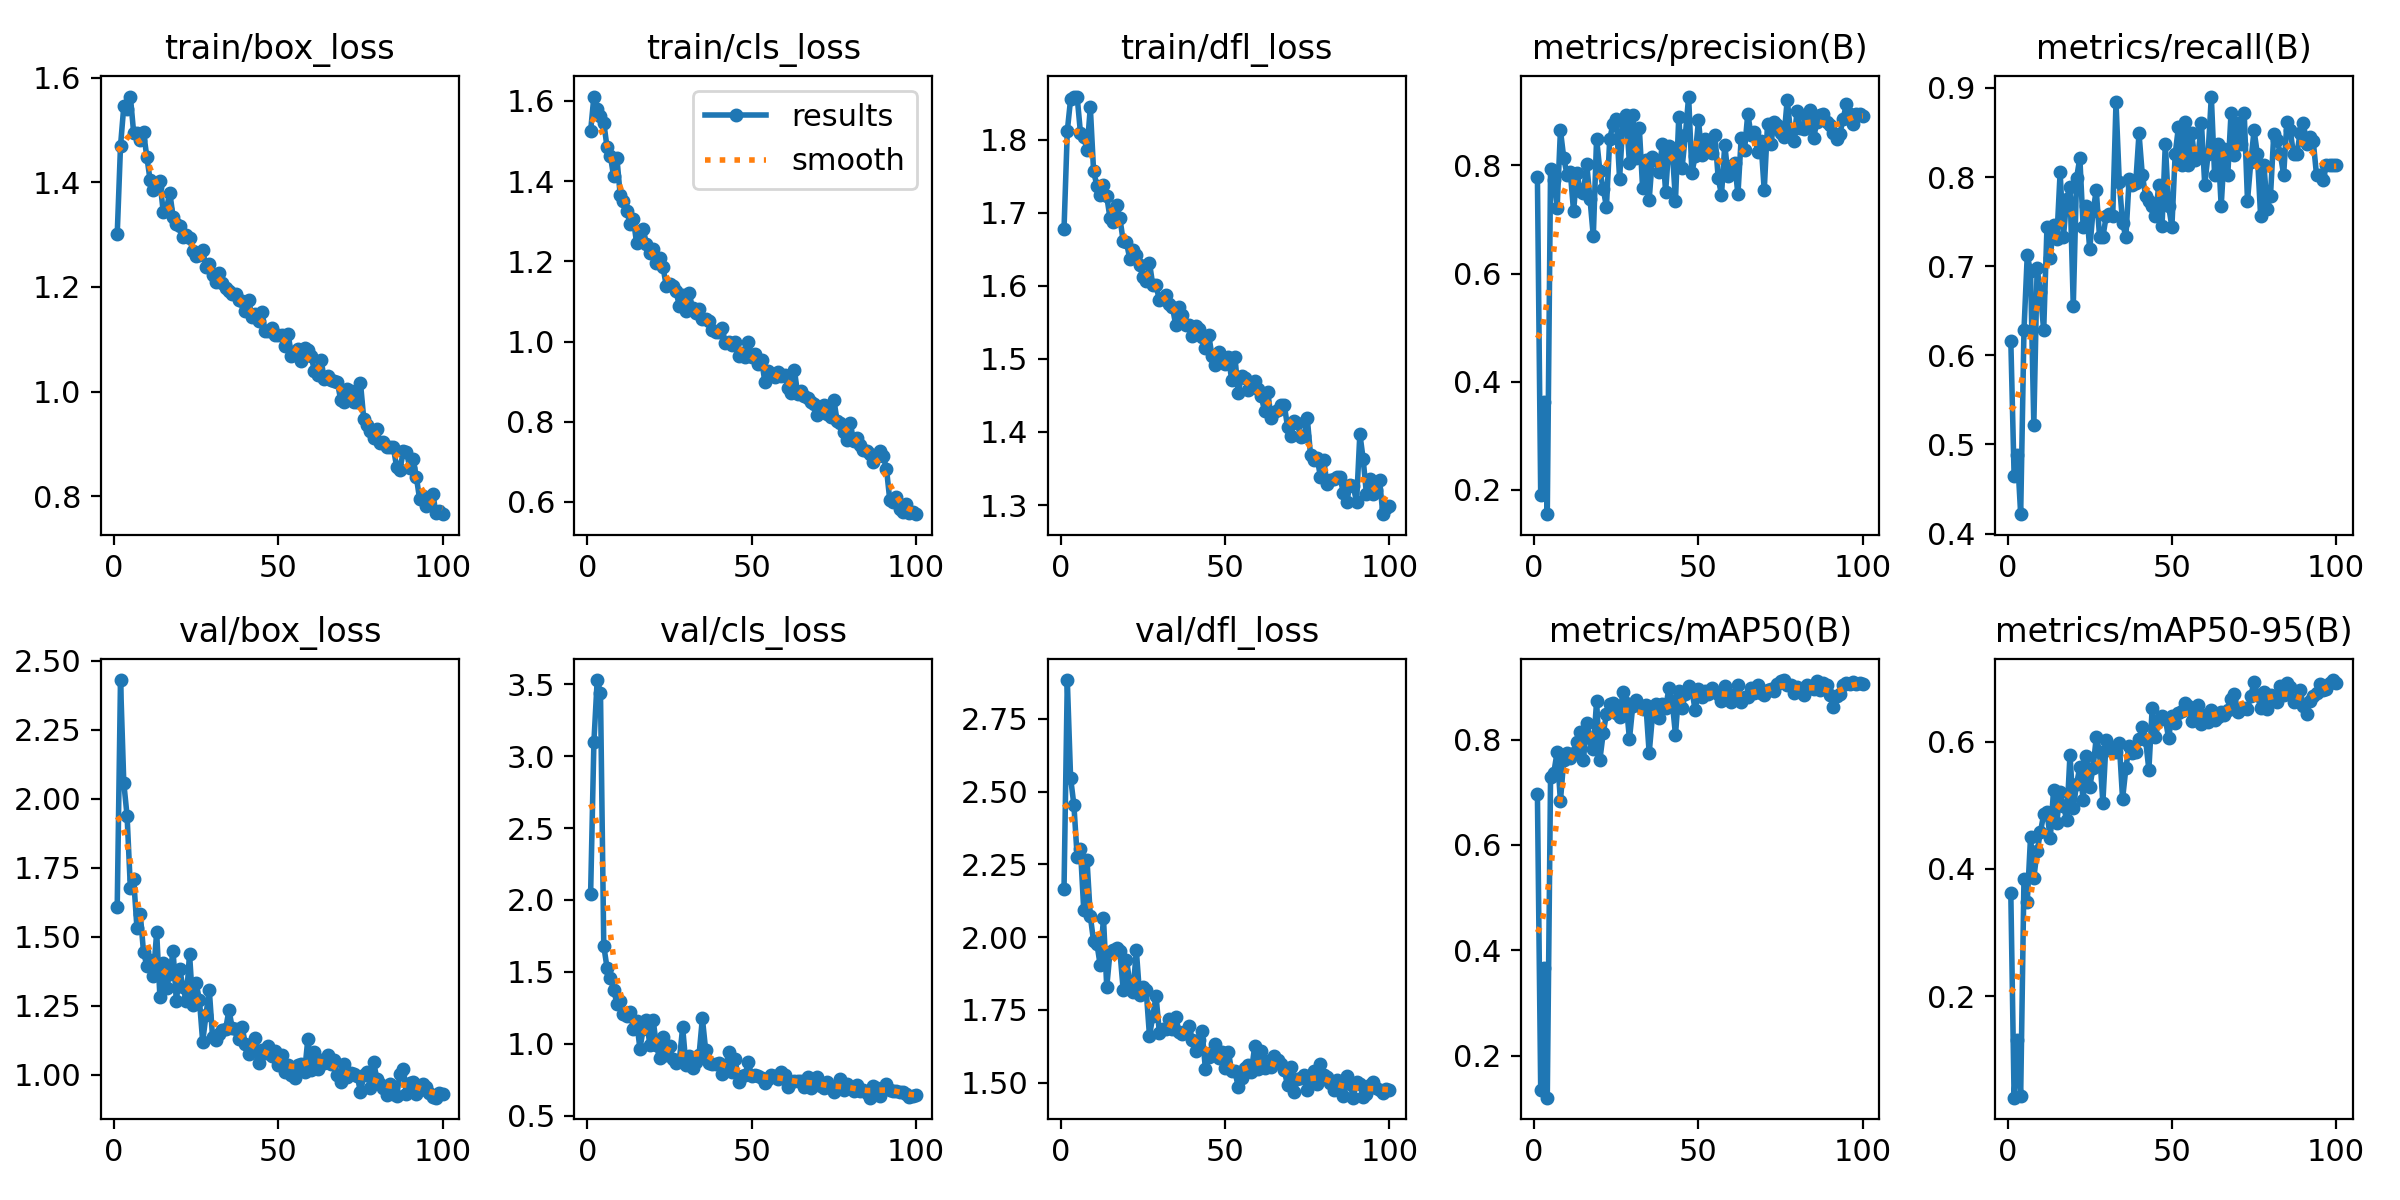 train/box_loss
1.6
1.4
1.2
1.0
0.8
0 50 100
train/cls_loss
results
smooth
1.6
1.4
1.2
1.0
0.8
0.6
0 50 100
train/dfl_loss
1.8
1.7
1.6
1.5
1.4
1.3
0 50 100
metrics/precision(B)
0.8
0.6
0.4
0.2
0 50 100
metrics/recall(B)
0.9
0.8
0.7
0.6
0.5
0.4
0 50 100
val/box_loss
2.50
2.25
2.00
1.75
1.50
1.25
1.00
0 50 100
val/cls_loss
3.5
3.0
2.5
2.0
1.5
1.0
0.5
0 50 100
val/dfl_loss
2.75
2.50
2.25
2.00
1.75
1.50
0 50 100
metrics/mAP50(B)
0.8
0.6
0.4
0.2
0 50 100
metrics/mAP50-95(B)
0.6
0.4
0.2
0 50 100